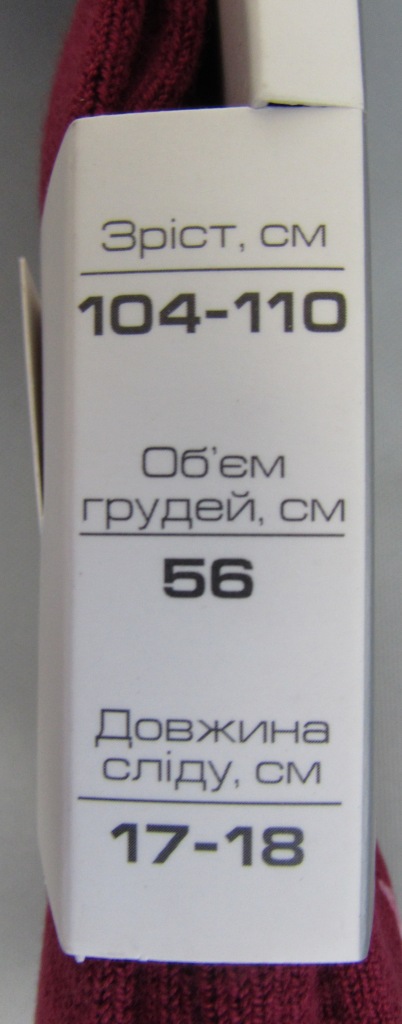 Зріст, см
104-110
Об'єм
грудей, см
56
Довжина
сліду, см
17-18